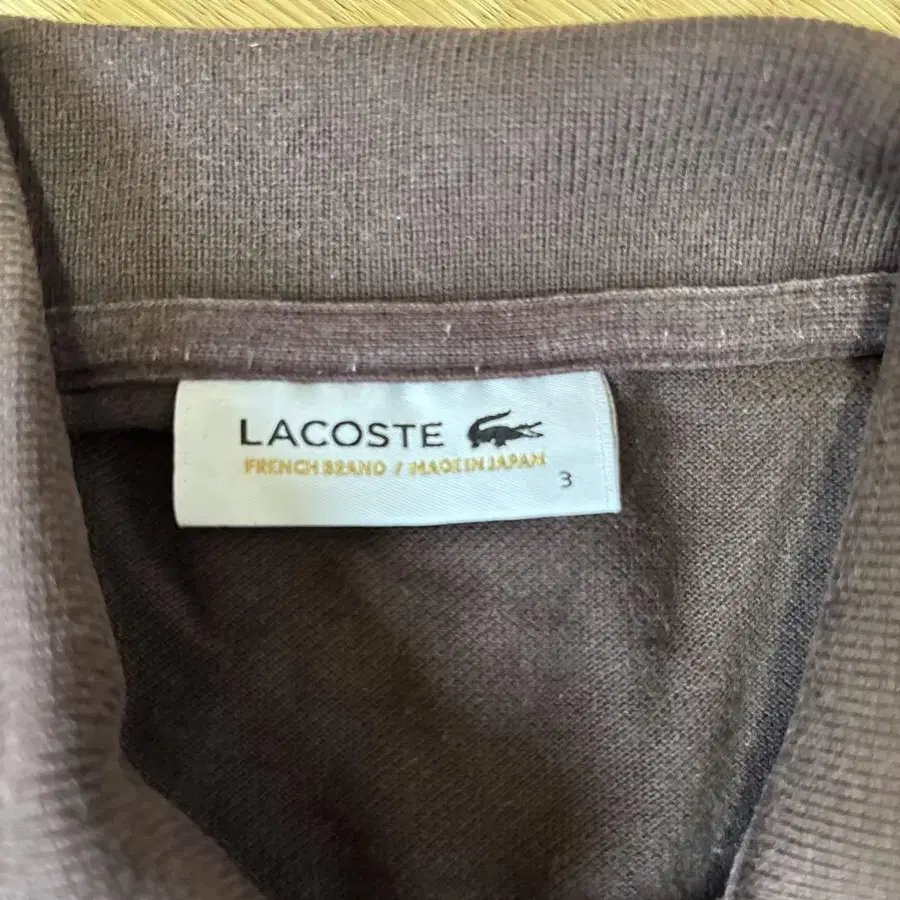 LACOSTE
FRENCH BRAND / MADE IN JAPAN
3